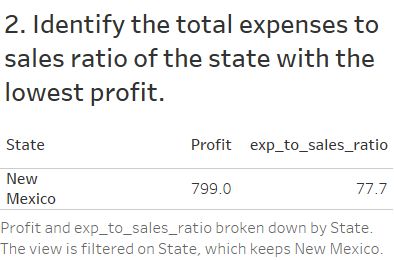 2. Identify the total expenses to
sales ratio of the state with the
lowest profit.
State Profit exp_to_sales_ratio
New
Mexico 799.0 77.7
Profit and exp_to_sales_ratio broken down by State.
The view is filtered on State, which keeps New Mexico.